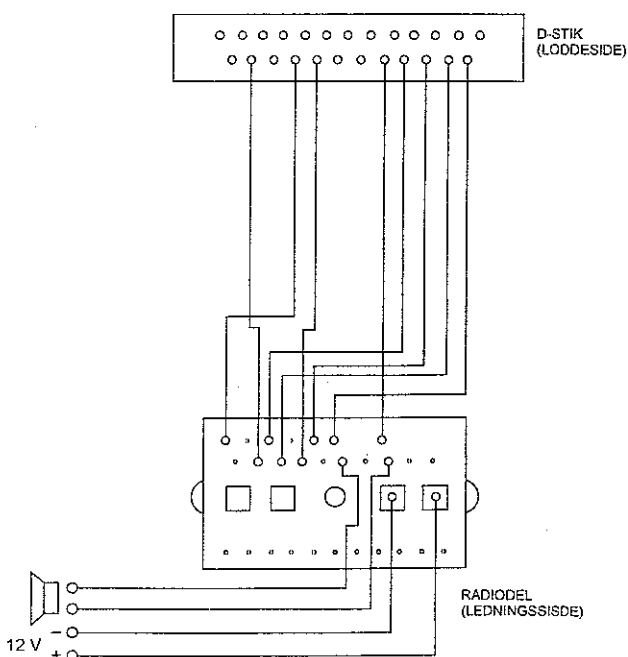 D-STIK
(LODDESIDE)
RADIODEL
(LEDNINGSSISDE)
12 V
−
+